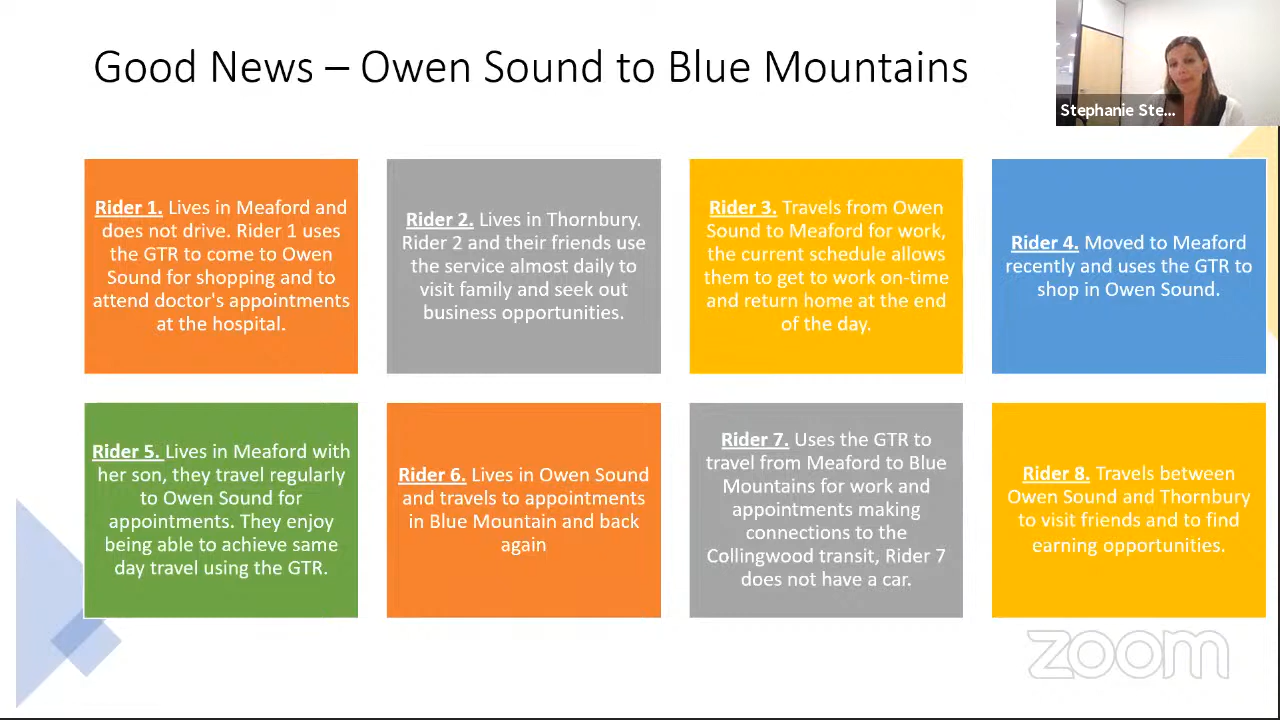 Good News – Owen Sound to Blue Mountains
Stephanie Ste...
Rider 1. Lives in Meaford and
does not drive. Rider 1 uses
the GTR to come to Owen
Sound for shopping and to
attend doctor's appointments
at the hospital.
Rider 2. Lives in Thornbury.
Rider 2 and their friends use
the service almost daily to
visit family and seek out
business opportunities.
Rider 3. Travels from Owen
Sound to Meaford for work,
the current schedule allows
them to get to work on-time
and return home at the end
of the day.
Rider 4. Moved to Meaford
recently and uses the GTR to
shop in Owen Sound.
Rider 5. Lives in Meaford with
her son, they travel regularly
to Owen Sound for
appointments. They enjoy
being able to achieve same
day travel using the GTR.
Rider 6. Lives in Owen Sound
and travels to appointments
in Blue Mountain and back
again
Rider 7. Uses the GTR to
travel from Meaford to Blue
Mountains for work and
appointments making
connections to the
Collingwood transit, Rider 7
does not have a car.
Rider 8. Travels between
Owen Sound and Thornbury
to visit friends and to find
earning opportunities.
zoom